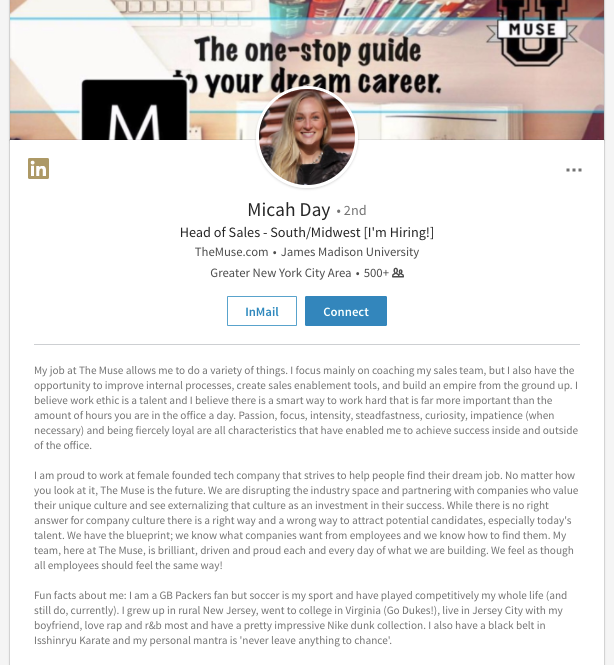 MUSE
The one-stop guide
to your dream career.
M
in
Micah Day • 2nd
Head of Sales - South/Midwest [I'm Hiring!]
TheMuse.com • James Madison University
Greater New York City Area • 500+
InMail
Connect
My job at The Muse allows me to do a variety of things. I focus mainly on coaching my sales team, but I also have the
opportunity to improve internal processes, create sales enablement tools, and build an empire from the ground up. I
believe work ethic is a talent and I believe there is a smart way to work hard that is far more important than the
amount of hours you are in the office a day. Passion, focus, intensity, steadfastness, curiosity, impatience (when
necessary) and being fiercely loyal are all characteristics that have enabled me to achieve success inside and outside
of the office.
I am proud to work at female founded tech company that strives to help people find their dream job. No matter how
you look at it, The Muse is the future. We are disrupting the industry space and partnering with companies who value
their unique culture and see externalizing that culture as an investment in their success. While there is no right
answer for company culture there is a right way and a wrong way to attract potential candidates, especially today's
talent. We have the blueprint; we know what companies want from employees and we know how to find them. My
team, here at The Muse, is brilliant, driven and proud each and every day of what we are building. We feel as though
all employees should feel the same way!
Fun facts about me: I am a GB Packers fan but soccer is my sport and have played competitively my whole life (and
still do, currently). I grew up in rural New Jersey, went to college in Virginia (Go Dukes!), live in Jersey City with my
boyfriend, love rap and r&b most and have a pretty impressive Nike dunk collection. I also have a black belt in
Isshinryu Karate and my personal mantra is 'never leave anything to chance'.